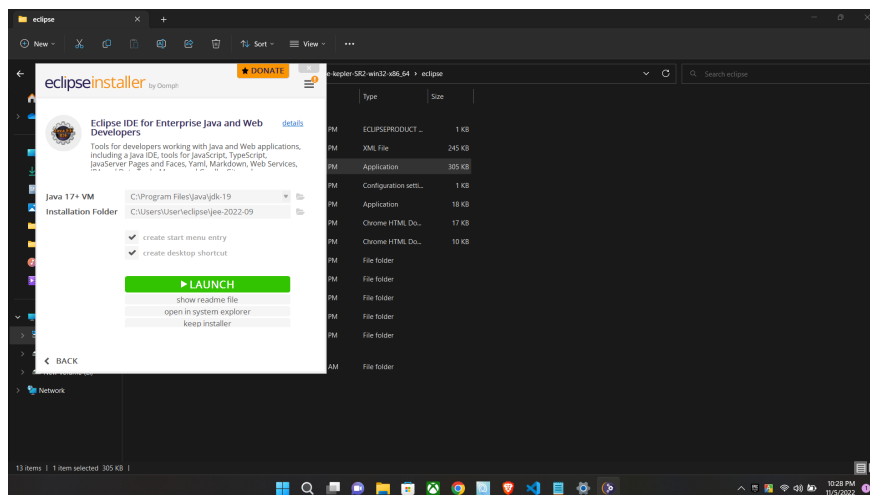 eclipse
New
Sort
View
e-kepler-SR2-win32-x86_64 › eclipse
Search eclipse
DONATE
eclipseinstaller by Oomph
Type
Size
Eclipse IDE for Enterprise Java and Web Developers
details
Tools for developers working with Java and Web applications,
including a Java IDE, tools for JavaScript, TypeScript,
JavaServer Pages and Faces, Yaml, Markdown, Web Services,
Java 17+ VM
C:\Program Files\Java\jdk-19
Installation Folder
C:\Users\User\eclipse\jee-2022-09
create start menu entry
create desktop shortcut
LAUNCH
show readme file
open in system explorer
keep installer
BACK
PM ECLIPSEPRODUCT ... 1 KB
PM XML File 245 KB
PM Application 305 KB
PM Configuration setti... 1 KB
PM Application 18 KB
PM Chrome HTML Do... 17 KB
PM Chrome HTML Do... 10 KB
PM File folder
PM File folder
PM File folder
PM File folder
PM File folder
AM File folder
Network
13 items | 1 item selected 305 KB |
10:28 PM
11/5/2022